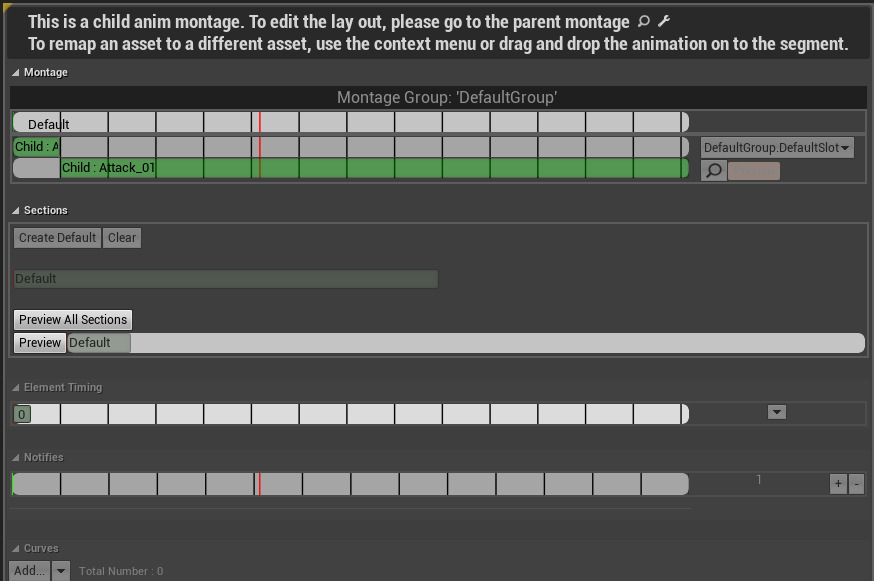 This is a child anim montage. To edit the lay out, please go to the parent montage
To remap an asset to a different asset, use the context menu or drag and drop the animation on to the segment.
Montage
Montage Group: 'DefaultGroup'
Default
Child : A
DefaultGroup.DefaultSlot
Child : Attack_01
Sections
Create Default Clear
Default
Preview All Sections
Preview Default
Element Timing
0
Notifies
1 + -
Curves
Add... Total Number : 0